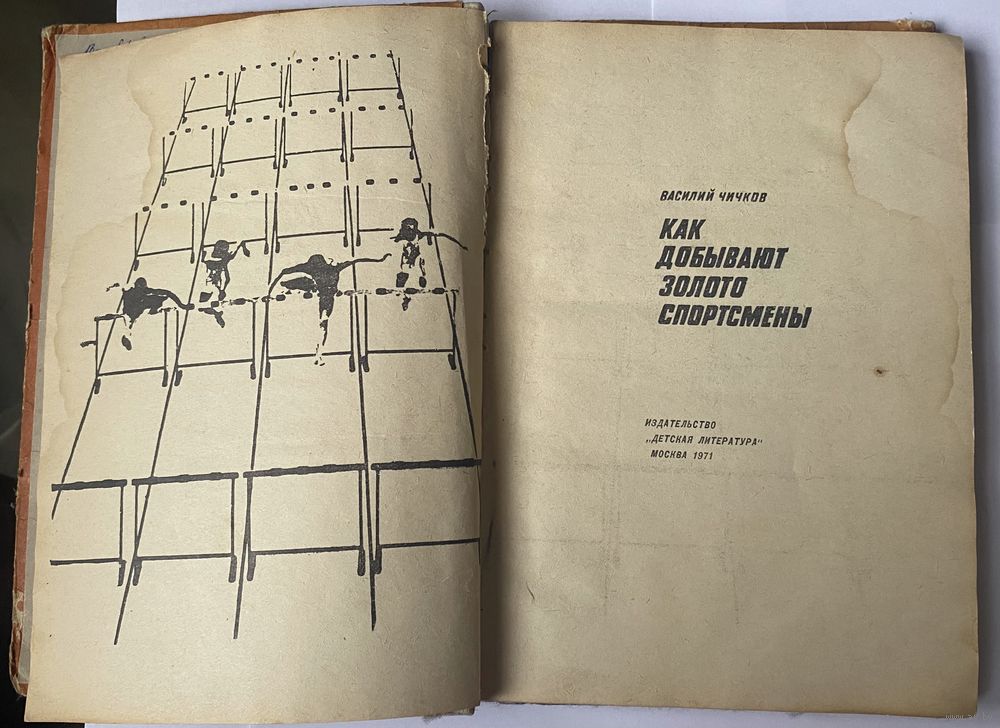 ВАСИЛИЙ ЧИЧКОВ
КАК
ДОБЫВАЮТ
ЗОЛОТО
СПОРТСМЕНЫ
ИЗДАТЕЛЬСТВО
„ДЕТСКАЯ ЛИТЕРАТУРА“
МОСКВА 1971